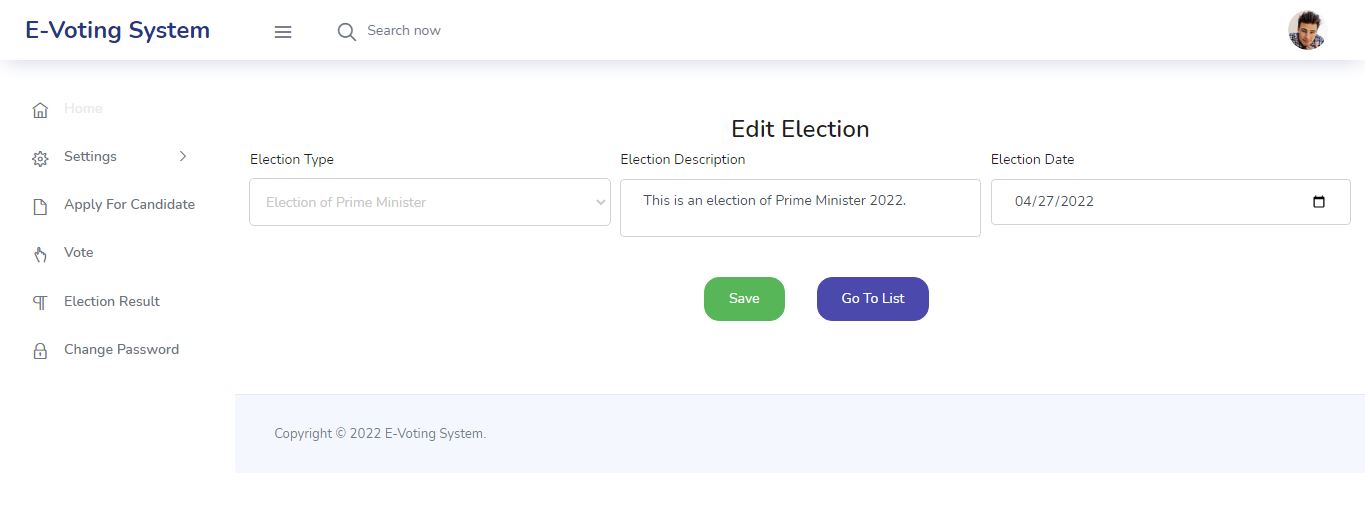 E-Voting System
Search now
Home
Settings
Apply For Candidate
Vote
Election Result
Change Password
Edit Election
Election Type
Election Description
Election Date
Election of Prime Minister
This is an election of Prime Minister 2022.
04/27/2022
Save
Go To List
Copyright © 2022 E-Voting System.